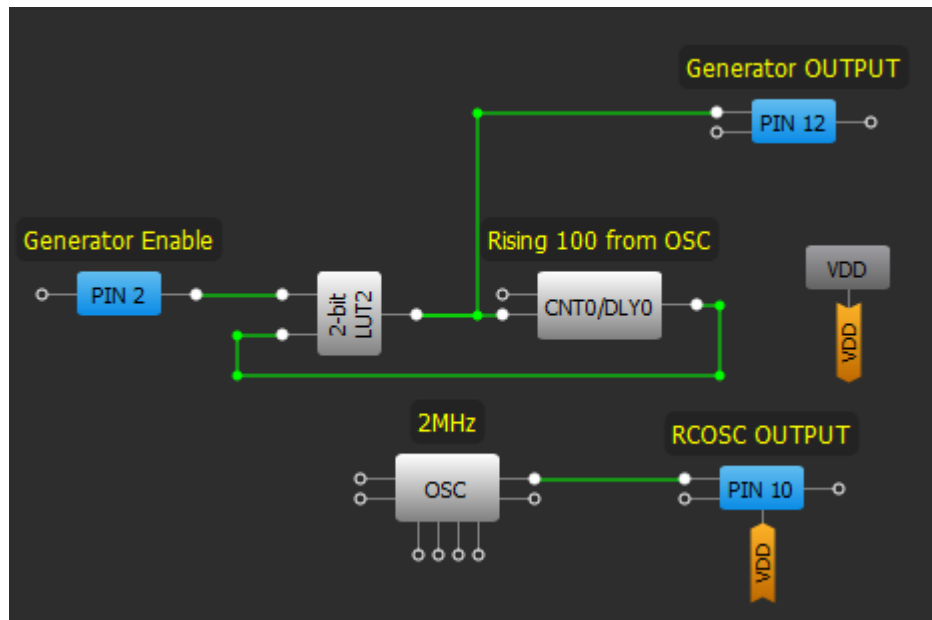 Generator OUTPUT
PIN 12
Generator Enable
PIN 2
2-bit
LUT2
Rising 100 from OSC
CNT0/DLY0
VDD
VDD
2MHz
OSC
RCOSC OUTPUT
PIN 10
VDD